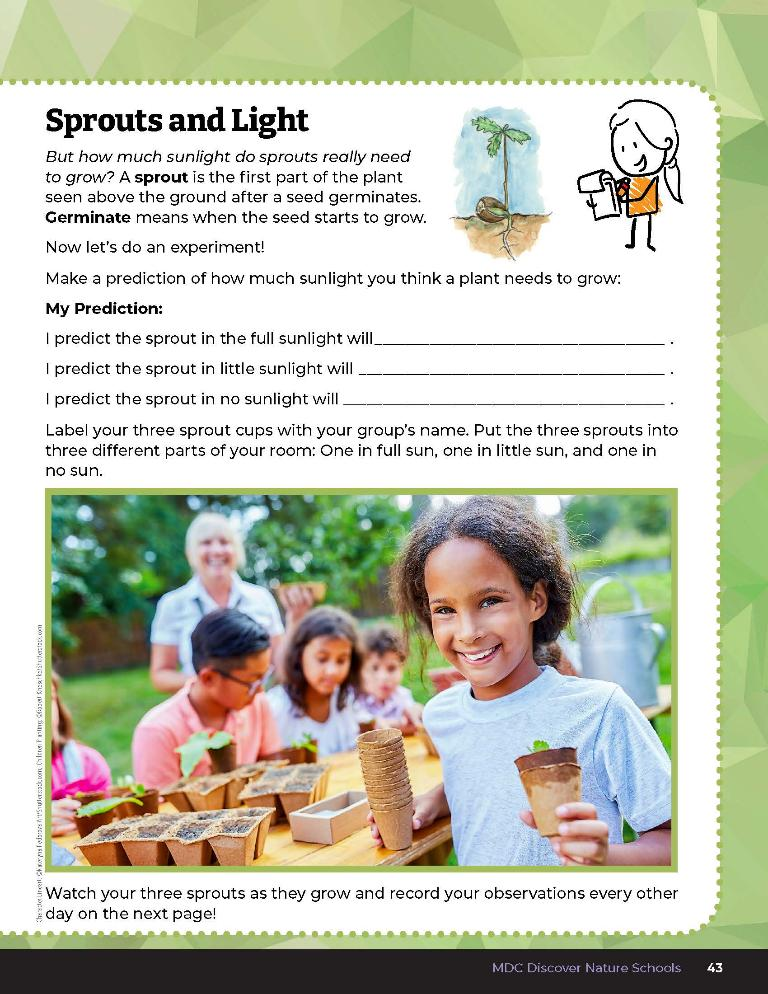 Sprouts and Light
But how much sunlight do sprouts really need
to grow? A sprout is the first part of the plant
seen above the ground after a seed germinates.
Germinate means when the seed starts to grow.
Now let's do an experiment!
Make a prediction of how much sunlight you think a plant needs to grow:
My Prediction:
I predict the sprout in the full sunlight will______________________________ .
I predict the sprout in little sunlight will ________________________________ .
I predict the sprout in no sunlight will __________________________________ .
Label your three sprout cups with your group's name. Put the three sprouts into
three different parts of your room: One in full sun, one in little sun, and one in
no sun.
Watch your three sprouts as they grow and record your observations every other
day on the next page!
MDC Discover Nature Schools 43